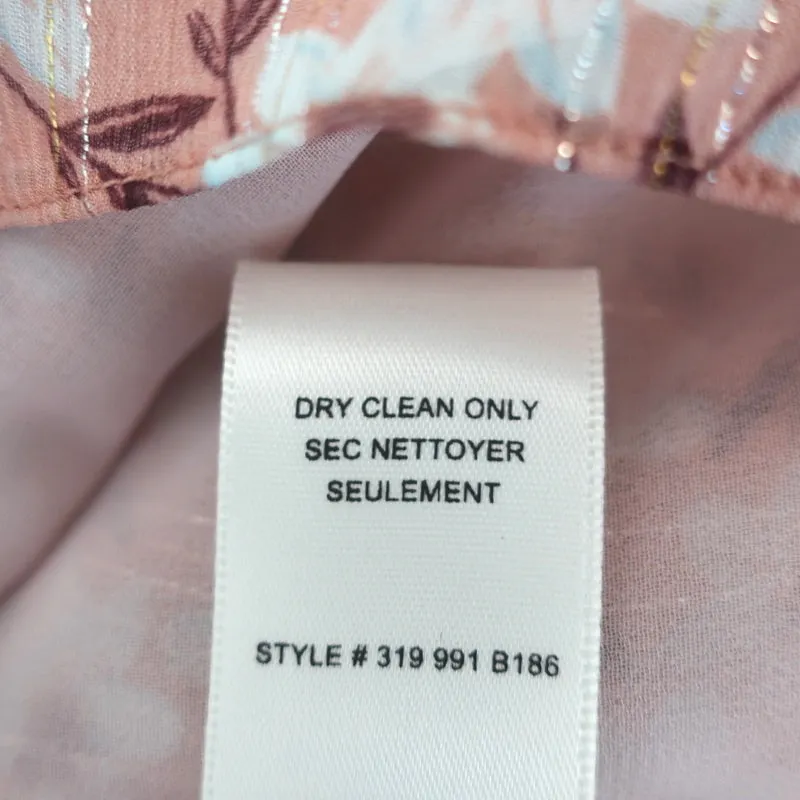 DRY CLEAN ONLY
SEC NETTOYER
SEULEMENT
STYLE # 319 991 B186